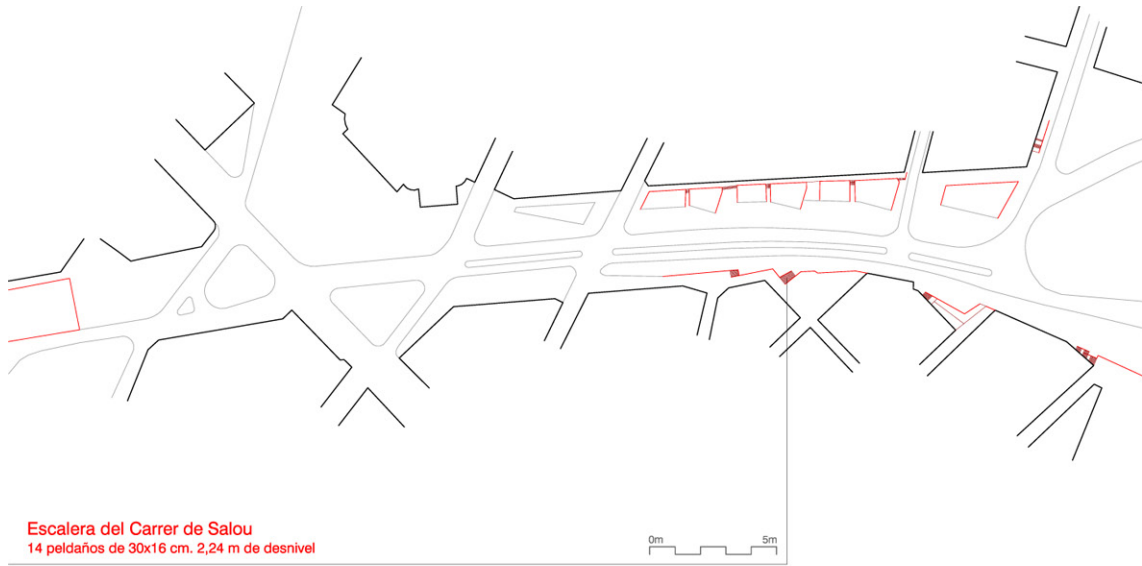 Escalera del Carrer de Salou
14 peldaños de 30x16 cm. 2,24 m de desnivel
0m 5m